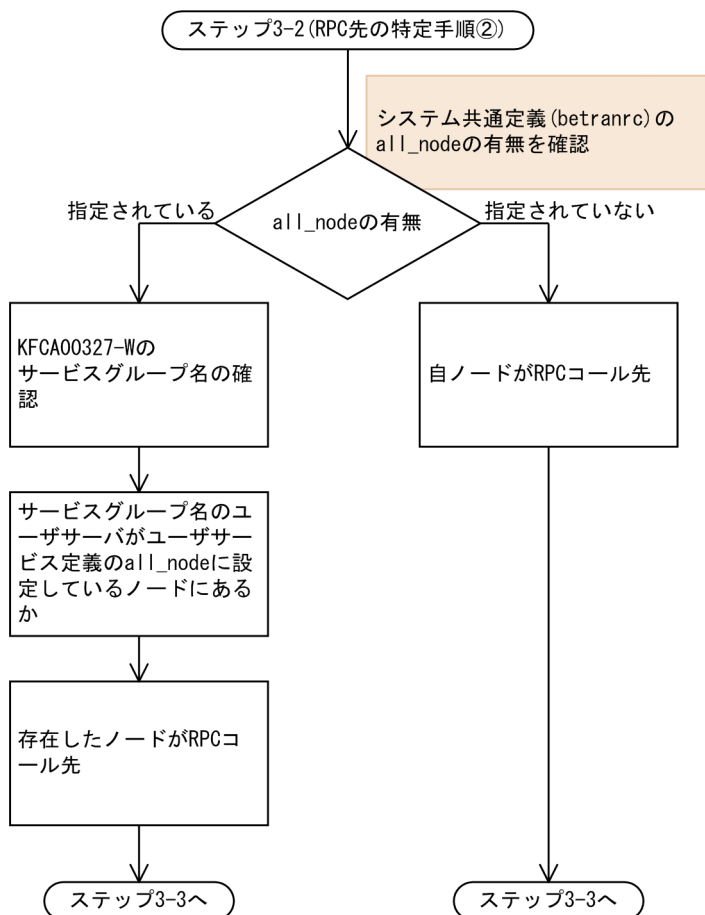 ステップ3-2(RPC先の特定手順②)
システム共通定義(betranrc)の
all_nodeの有無を確認
指定されている
all_nodeの有無
指定されていない
KFCA00327-Wの
サービスグループ名の確
認
自ノードがRPCコール先
サービスグループ名のユ
ーザサーバがユーザサー
ビス定義のall_nodeに設
定しているノードにある
か
存在したノードがRPCコ
ール先
ステップ3-3へ
ステップ3-3へ